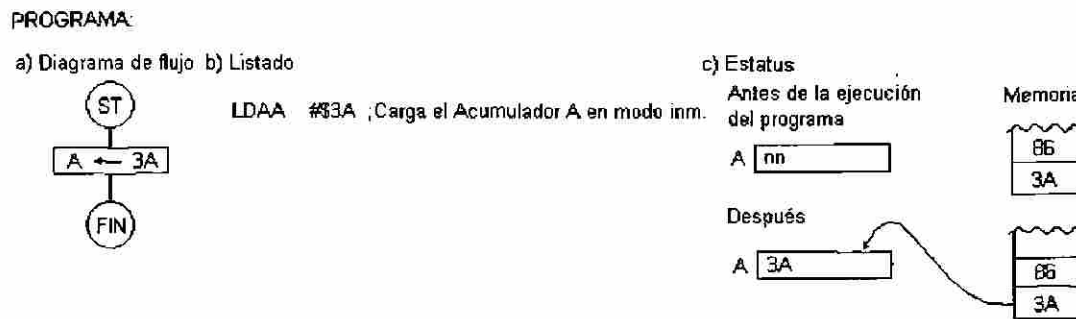 PROGRAMA:
a) Diagrama de flujo b) Listado
ST
A ← 3A
FIN
LDAA #$3A ;Carga el Acumulador A en modo inm.
c) Estatus
Antes de la ejecución
del programa
A nn
Memoria
86
3A
Después
A 3A
86
3A